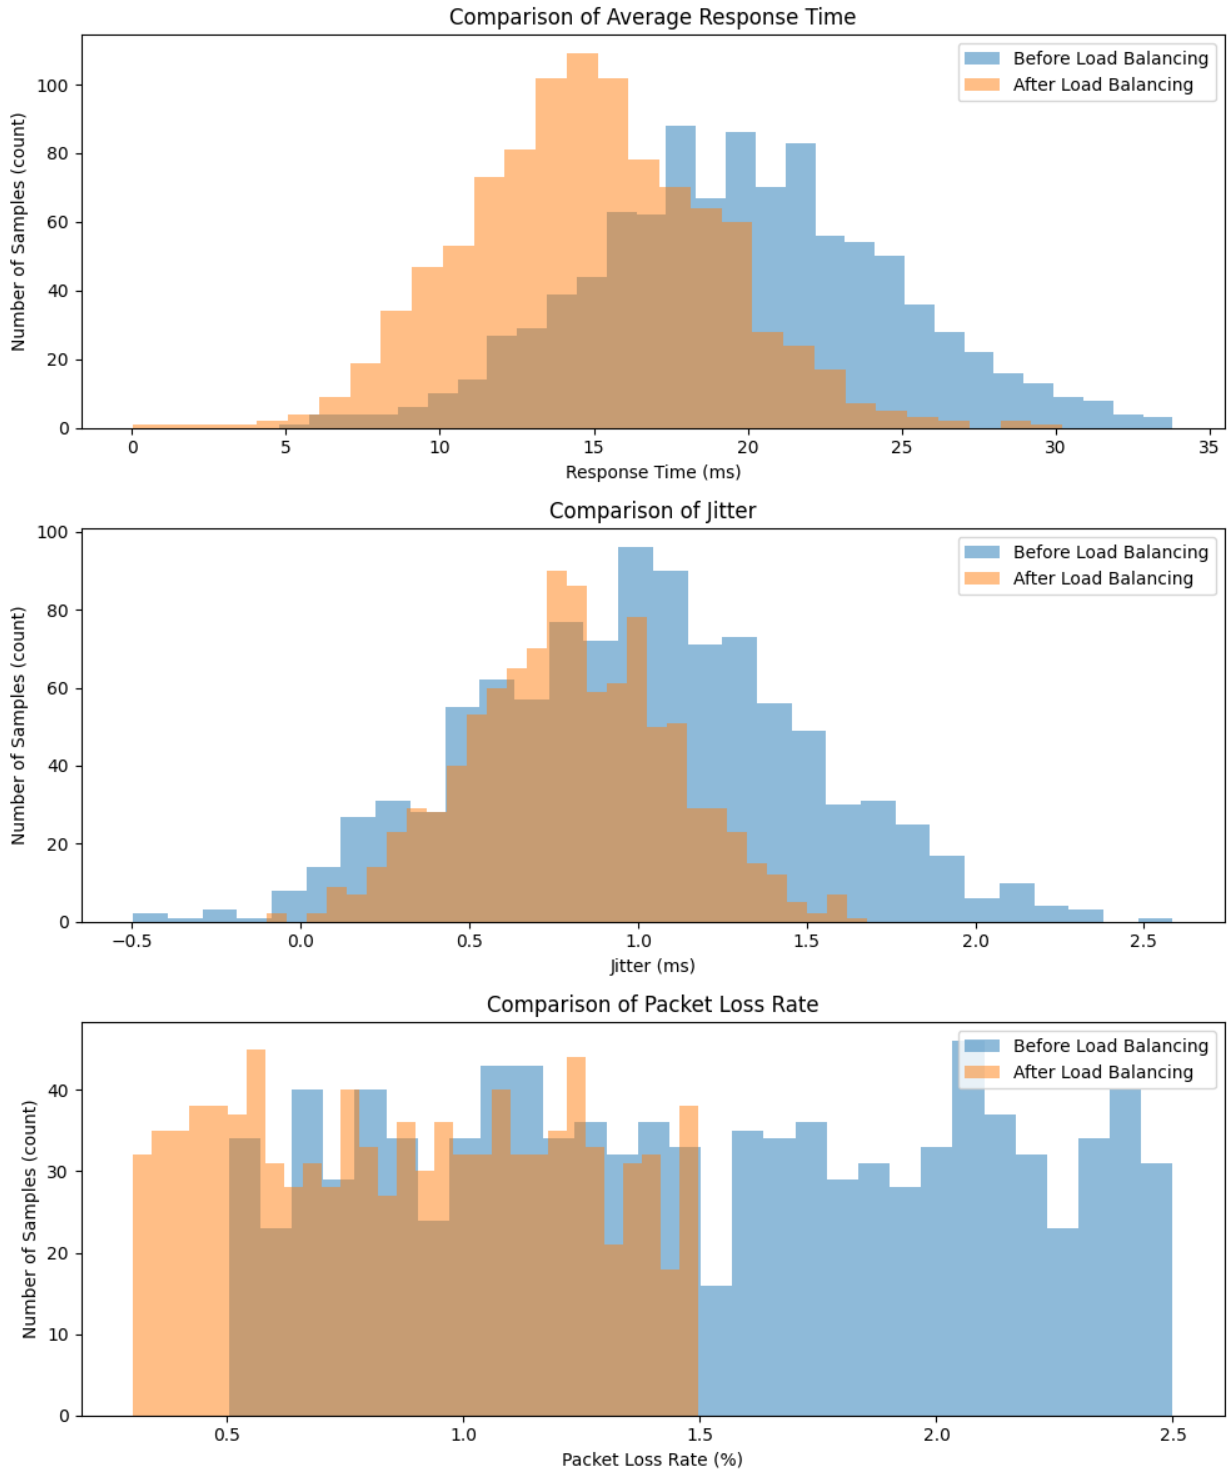 Comparison of Average Response Time
Number of Samples (count)
100
80
60
40
20
0
Before Load Balancing
After Load Balancing
0 5 10 15 20 25 30 35
Response Time (ms)
Comparison of Jitter
Number of Samples (count)
100
80
60
40
20
0
Before Load Balancing
After Load Balancing
−0.5 0.0 0.5 1.0 1.5 2.0 2.5
Jitter (ms)
Comparison of Packet Loss Rate
Number of Samples (count)
40
30
20
10
0
Before Load Balancing
After Load Balancing
0.5 1.0 1.5 2.0 2.5
Packet Loss Rate (%)